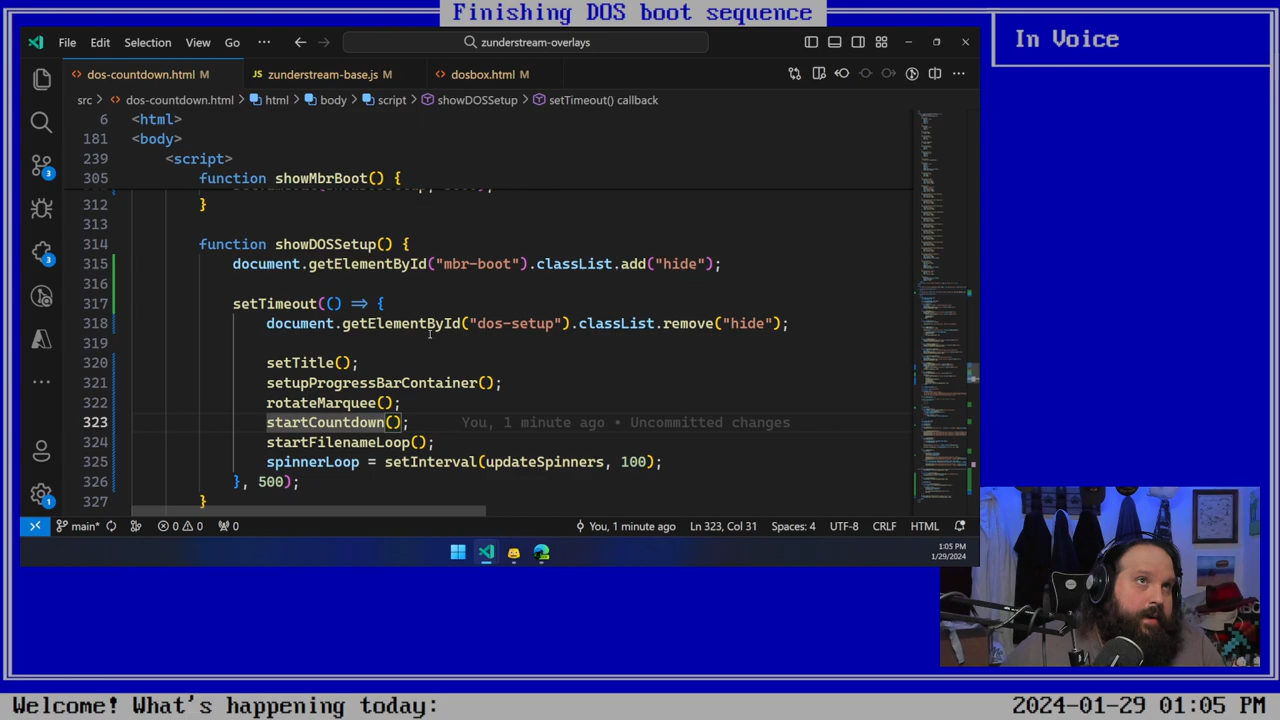 Finishing DOS boot sequence
In Voice
File Edit Selection View Go ··· zunderstream-overlays
dos-countdown.html M zunderstream-base.js M dosbox.html M
src > dos-countdown.html > html > body > script > showDOSSetup > setTimeout() callback
6 <html>
181 <body>
239 <script>
305 function showMbrBoot() {
312 }
313
314 function showDOSSetup() {
315 document.getElementById("mbr-boot").classList.add("hide");
316
317 setTimeout(() => {
318 document.getElementById("dos-setup").classList.remove("hide");
320 setTitle();
321 setupProgressBarContainer();
322 rotateMarquee();
323 startCountdown(); minute ago • Uncommitted changes
324 startFilenameLoop();
325 spinnerLoop = setInterval(updateSpinner, 100)
326 500);
327 }
main* 0 0 0 You, 1 minute ago Ln 323, Col 31 Spaces: 4 UTF-8 CRLF HTML
3
1
1:05 PM
1/29/2024
Welcome! What's happening today: 2024-01-29 01:05 PM